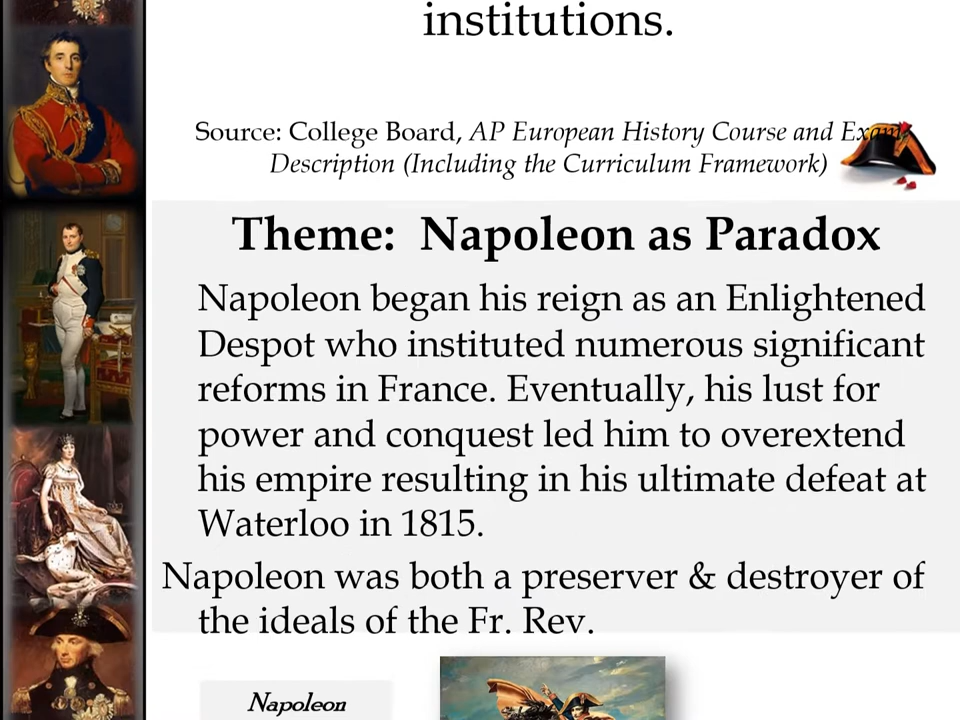 institutions.
Source: College Board, AP European History Course and Exam
Description (Including the Curriculum Framework)
Theme: Napoleon as Paradox
Napoleon began his reign as an Enlightened
Despot who instituted numerous significant
reforms in France. Eventually, his lust for
power and conquest led him to overextend
his empire resulting in his ultimate defeat at
Waterloo in 1815.
Napoleon was both a preserver & destroyer of
the ideals of the Fr. Rev.
Napoleon